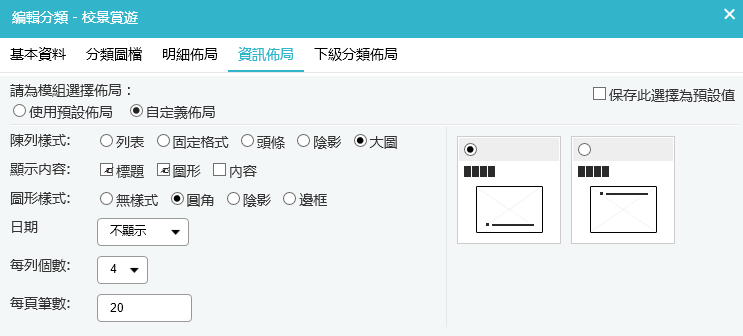 編輯分類 - 校景賞遊
基本資料 分類圖檔 明細佈局 資訊佈局 下級分類佈局
請為模組選擇佈局：
保存此選擇為預設值
使用預設佈局 自定義佈局
陳列樣式: 列表 固定格式 頭條 陰影 大圖
顯示內容: 標題 圖形 內容
圖形樣式: 無樣式 圓角 陰影 邊框
日期 不顯示
每列個數: 4
每頁筆數: 20